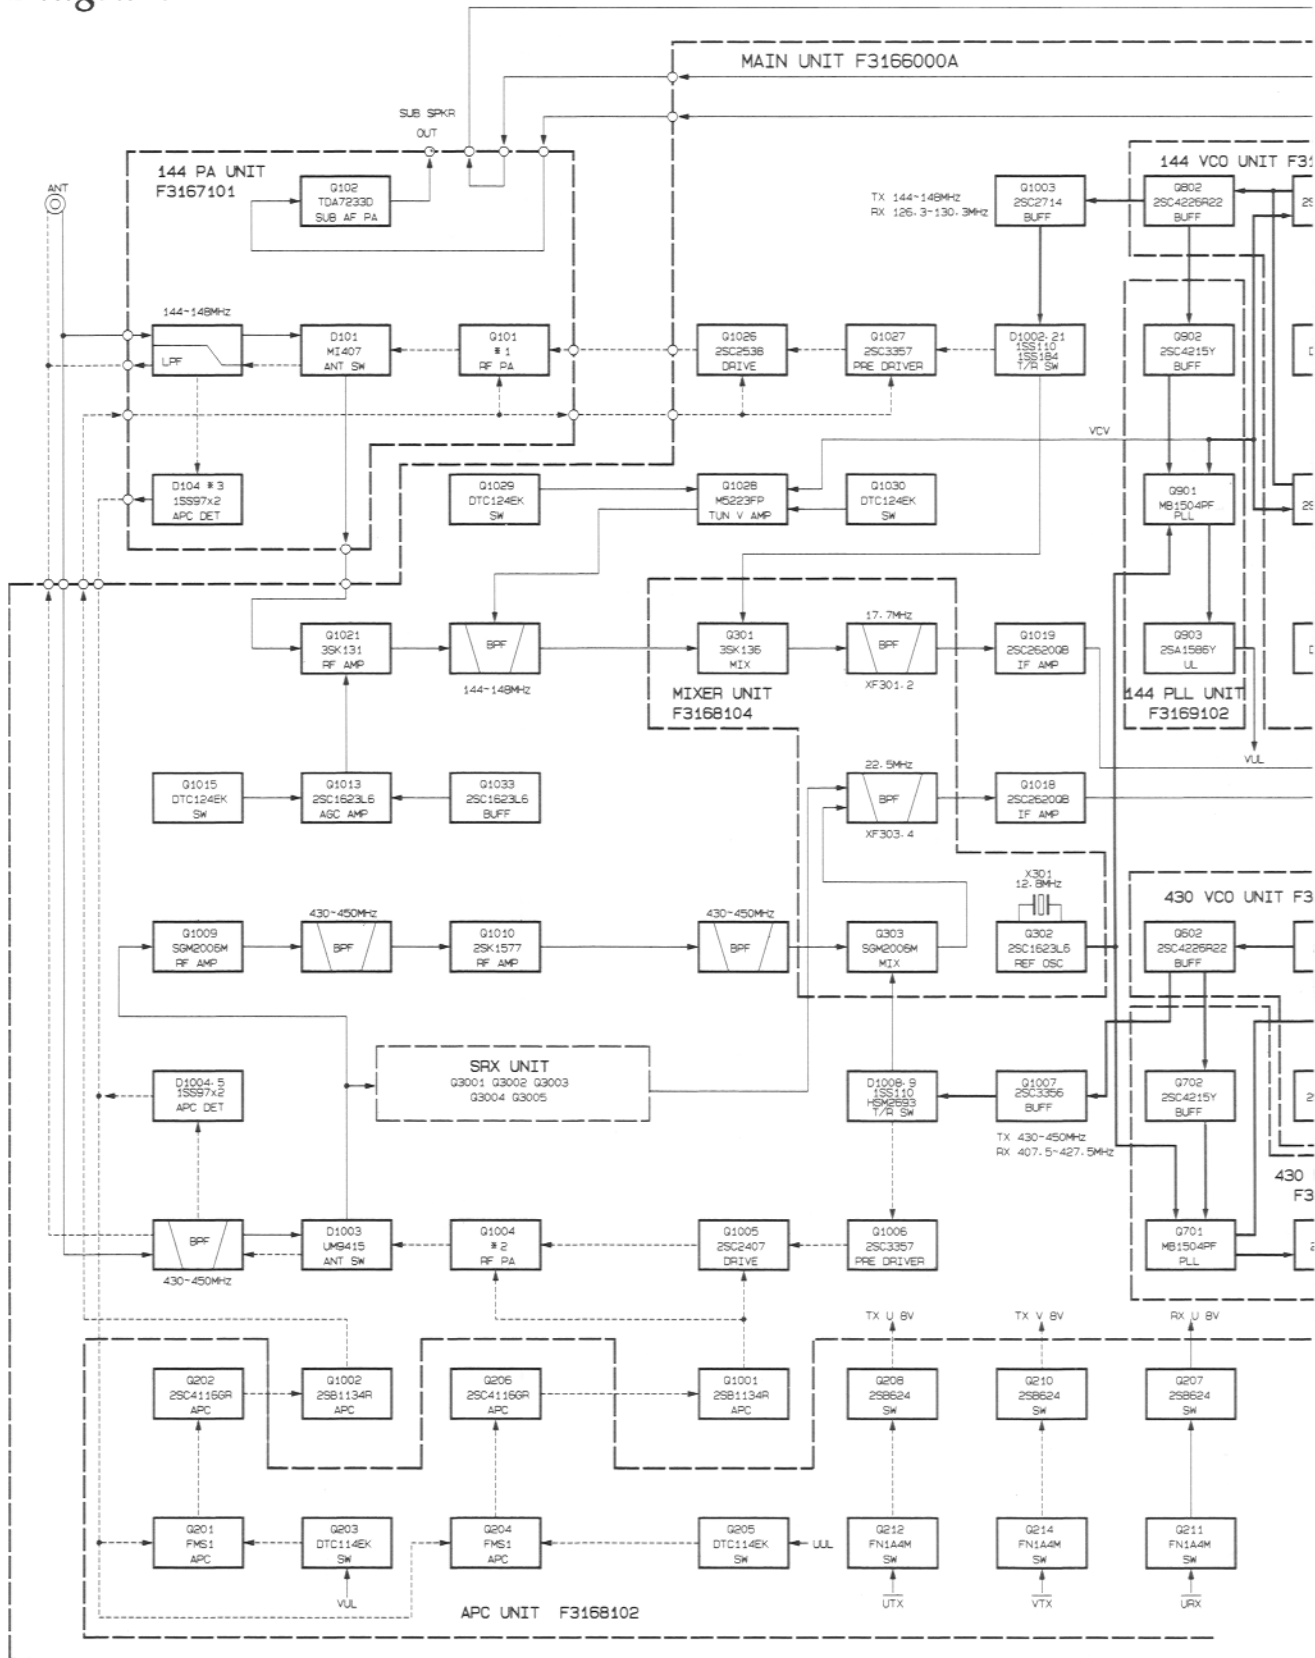 MAIN UNIT F3166000A
SUB SPKR
OUT
144 PA UNIT
F3167101
ANT
Q102
TDA7233D
SUB AF PA
TX 144~148MHz
RX 126.3~130.3MHz
Q1003
2SC2714
BUFF
144 VCO UNIT F31
Q802
2SC4226R22
BUFF
144~148MHz
LPF
D101
MI407
ANT SW
Q101
*1
RF PA
Q1026
2SC2538
DRIVE
Q1027
2SC3357
PRE DRIVER
D1002.21
1SS110
1SS184
T/R SW
Q902
2SC4215Y
BUFF
VCV
D104 *3
1SS97x2
APC DET
Q1029
DTC124EK
SW
Q1028
M5223FP
TUN V AMP
Q1030
DTC124EK
SW
Q901
MB1504PF
PLL
Q1021
3SK131
RF AMP
BPF
144~148MHz
Q301
3SK136
MIX
17.7MHz
BPF
XF301.2
Q1019
2SC2620QB
IF AMP
Q903
2SA1586Y
UL
MIXER UNIT
F3168104
144 PLL UNIT
F3169102
VUL
Q1015
DTC124EK
SW
Q1013
2SC1623L6
AGC AMP
Q1033
2SC1623L6
BUFF
22.5MHz
BPF
XF303.4
Q1018
2SC2620QB
IF AMP
X301
12.8MHz
430 VCO UNIT F3
Q1009
SGM2006M
RF AMP
430~450MHz
BPF
Q1010
2SK1577
RF AMP
430~450MHz
BPF
Q303
SGM2006M
MIX
Q302
2SC1623L6
REF OSC
Q602
2SC4226R22
BUFF
SRX UNIT
Q3001 Q3002 Q3003
Q3004 Q3005
D1004.5
1SS97x2
APC DET
D1008.9
1SS110
HSM2693
T/R SW
Q1007
2SC3356
BUFF
Q702
2SC4215Y
BUFF
TX 430~450MHz
RX 407.5~427.5MHz
430
F3
BPF
430~450MHz
D1003
UM9415
ANT SW
Q1004
*2
RF PA
Q1005
2SC2407
DRIVE
Q1006
2SC3357
PRE DRIVER
Q701
MB1504PF
PLL
TX U 8V
TX V 8V
RX U 8V
Q202
2SC4116GR
APC
Q1002
2SB1134R
APC
Q206
2SC4116GR
APC
Q1001
2SB1134R
APC
Q208
2SB624
SW
Q210
2SB624
SW
Q207
2SB624
SW
Q201
FMS1
APC
Q203
DTC114EK
SW
Q204
FMS1
APC
Q205
DTC114EK
SW
UUL
Q212
FN1A4M
SW
Q214
FN1A4M
SW
Q211
FN1A4M
SW
VUL
UTX
VTX
URX
APC UNIT F3168102